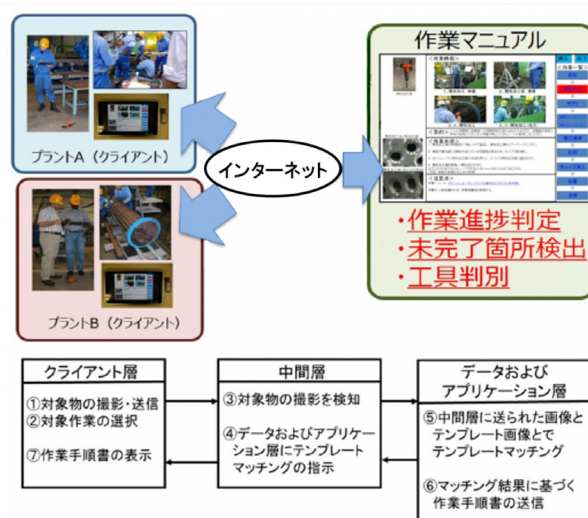 作業マニュアル
プラントA（クライアント）
インターネット
プラントB（クライアント）
・作業進捗判定
・未完了箇所検出
・工具判別
クライアント層
①対象物の撮影・送信
②対象作業の選択
⑦作業手順書の表示
中間層
③対象物の撮影を検知
④データおよびアプリケー
ション層にテンプレート
マッチングの指示
データおよび
アプリケーション層
⑤中間層に送られた画像と
テンプレート画像とで
テンプレートマッチング
⑥マッチング結果に基づく
作業手順書の送信